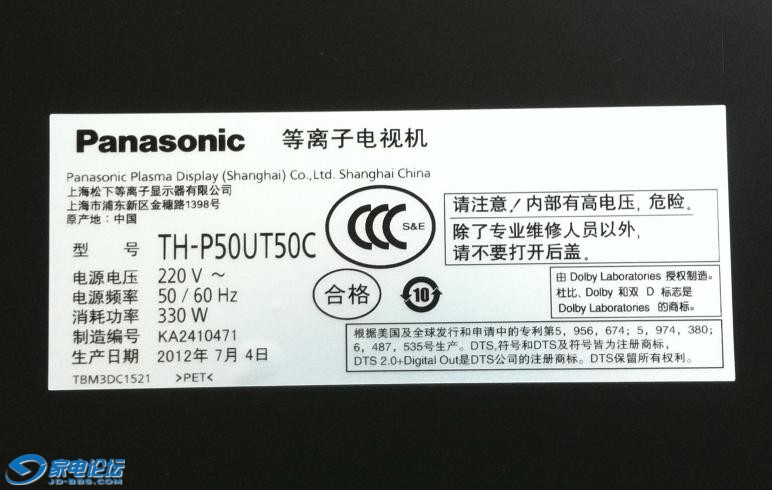 Panasonic 等离子电视机
Panasonic Plasma Display (Shanghai) Co.,Ltd. Shanghai China
上海松下等离子显示器有限公司
上海市浦东新区金穗路1398号
原产地: 中国
型 号 TH-P50UT50C
电源电压 220 V ～
电源频率 50 / 60 Hz
消耗功率 330 W
制造编号 KA2410471
生产日期 2012年 7月 4日
TBM3DC1521 >PET<
CCC S&E
合格
10
请注意！内部有高电压, 危险。
除了专业维修人员以外,
请不要打开后盖。
由 Dolby Laboratories 授权制造。
杜比、Dolby 和双 D 标志是
Dolby Laboratories 的商标。
根据美国及全球发行和申请中的专利第5，956，674；5，974，380；
6，487，535号生产。DTS,符号和DTS及符号皆为注册商标，
DTS 2.0+Digital Out是DTS公司的注册商标。DTS保留所有权利。
家电论坛
JD-BBS.COM